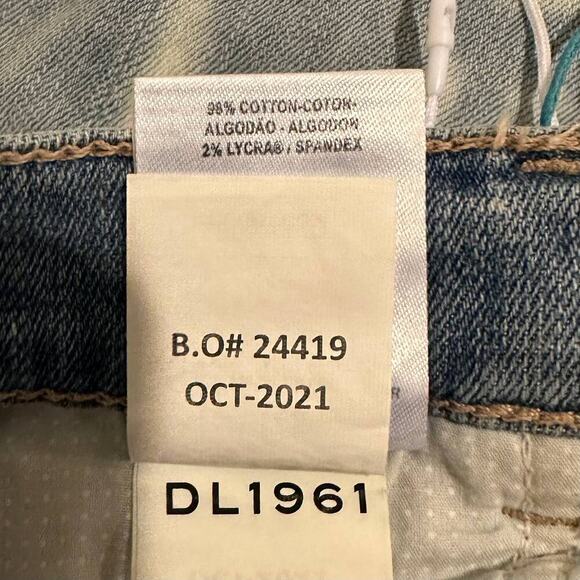 98% COTTON-COTON-
ALGODÃO - ALGODON
2% LYCRA® / SPANDEX
B.O# 24419
OCT-2021
R
DL1961